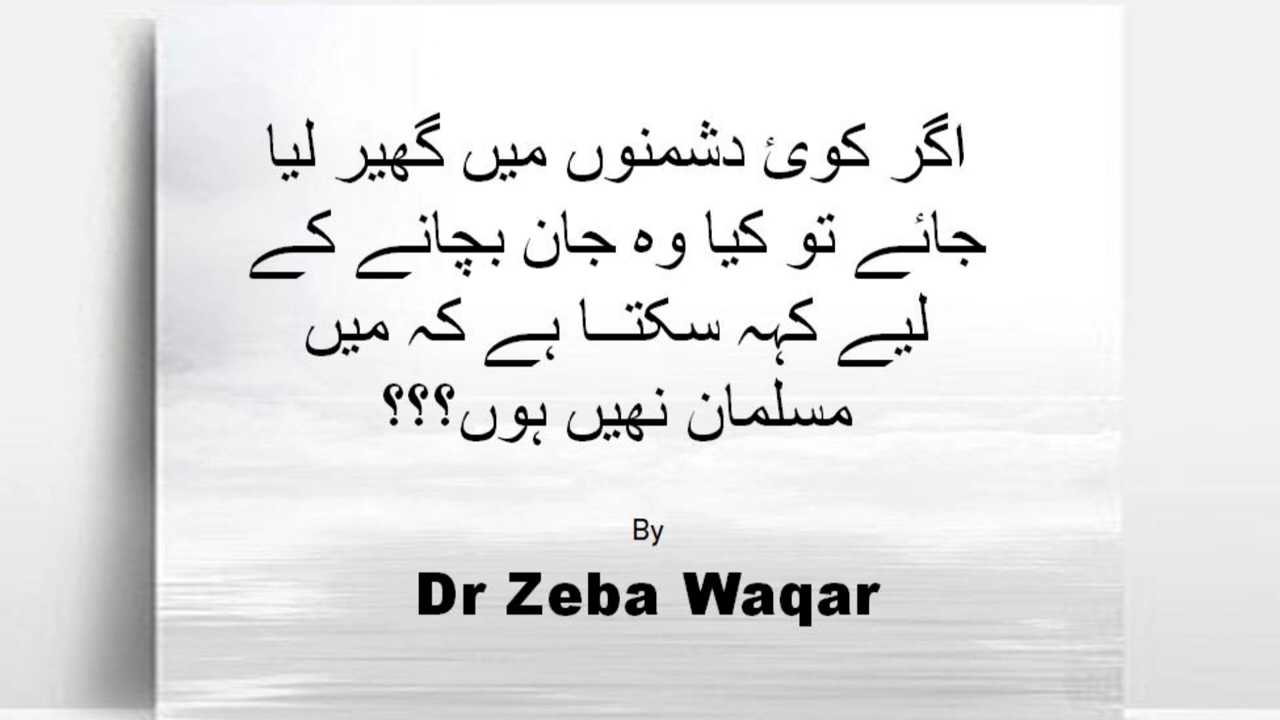 اگر کوئ دشمنوں میں گھیر لیا
جائے تو کیا وہ جان بچانے کے
لیے کہہ سکتا ہے کہ میں
مسلمان نھیں ہوں؟؟؟
By
Dr Zeba Waqar